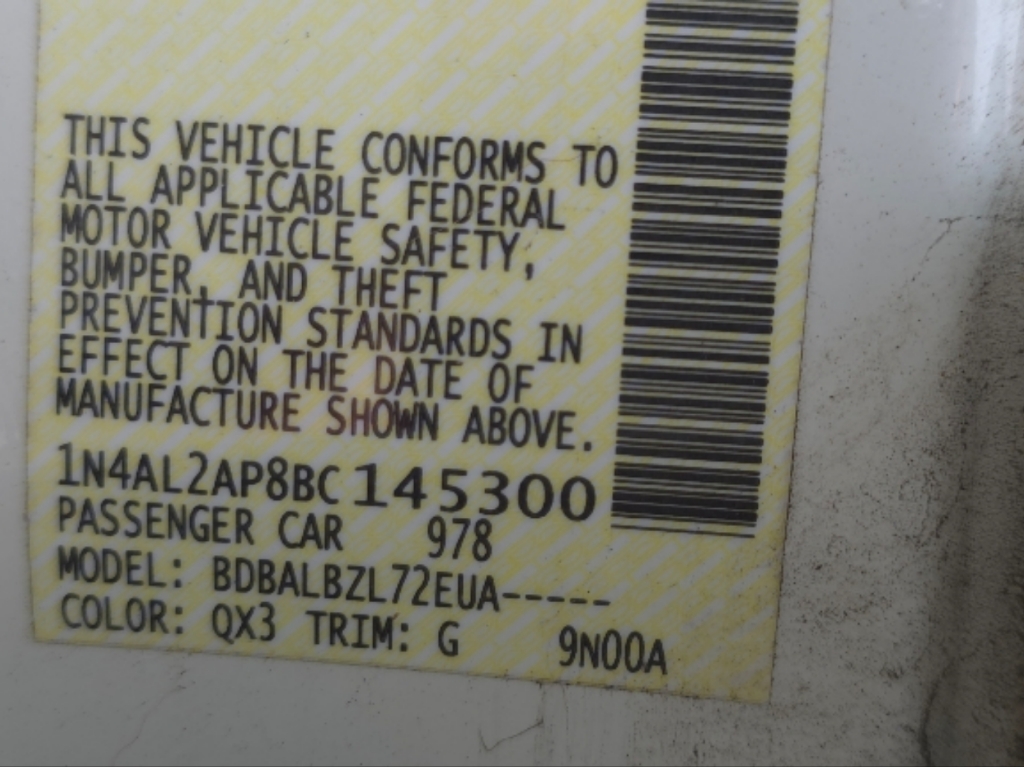 THIS VEHICLE CONFORMS TO
ALL APPLICABLE FEDERAL
MOTOR VEHICLE SAFETY,
BUMPER, AND THEFT
PREVENTION STANDARDS IN
EFFECT ON THE DATE OF
MANUFACTURE SHOWN ABOVE.
1N4AL2AP8BC145300
PASSENGER CAR 978
MODEL: BDBALBZL72EUA-----
COLOR: QX3 TRIM: G 9N00A